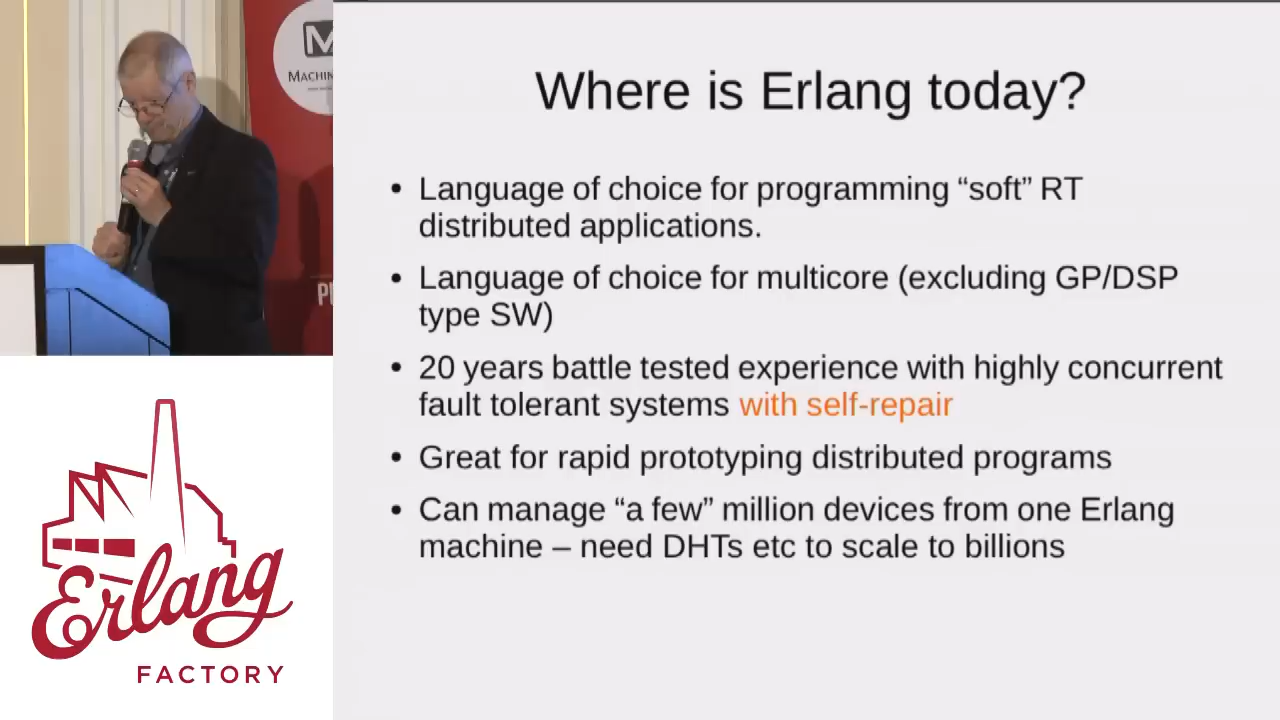 M
MACHIN
P
Where is Erlang today?
• Language of choice for programming “soft” RT
distributed applications.
• Language of choice for multicore (excluding GP/DSP
type SW)
• 20 years battle tested experience with highly concurrent
fault tolerant systems with self-repair
• Great for rapid prototyping distributed programs
• Can manage “a few” million devices from one Erlang
machine – need DHTs etc to scale to billions
Erlang
FACTORY